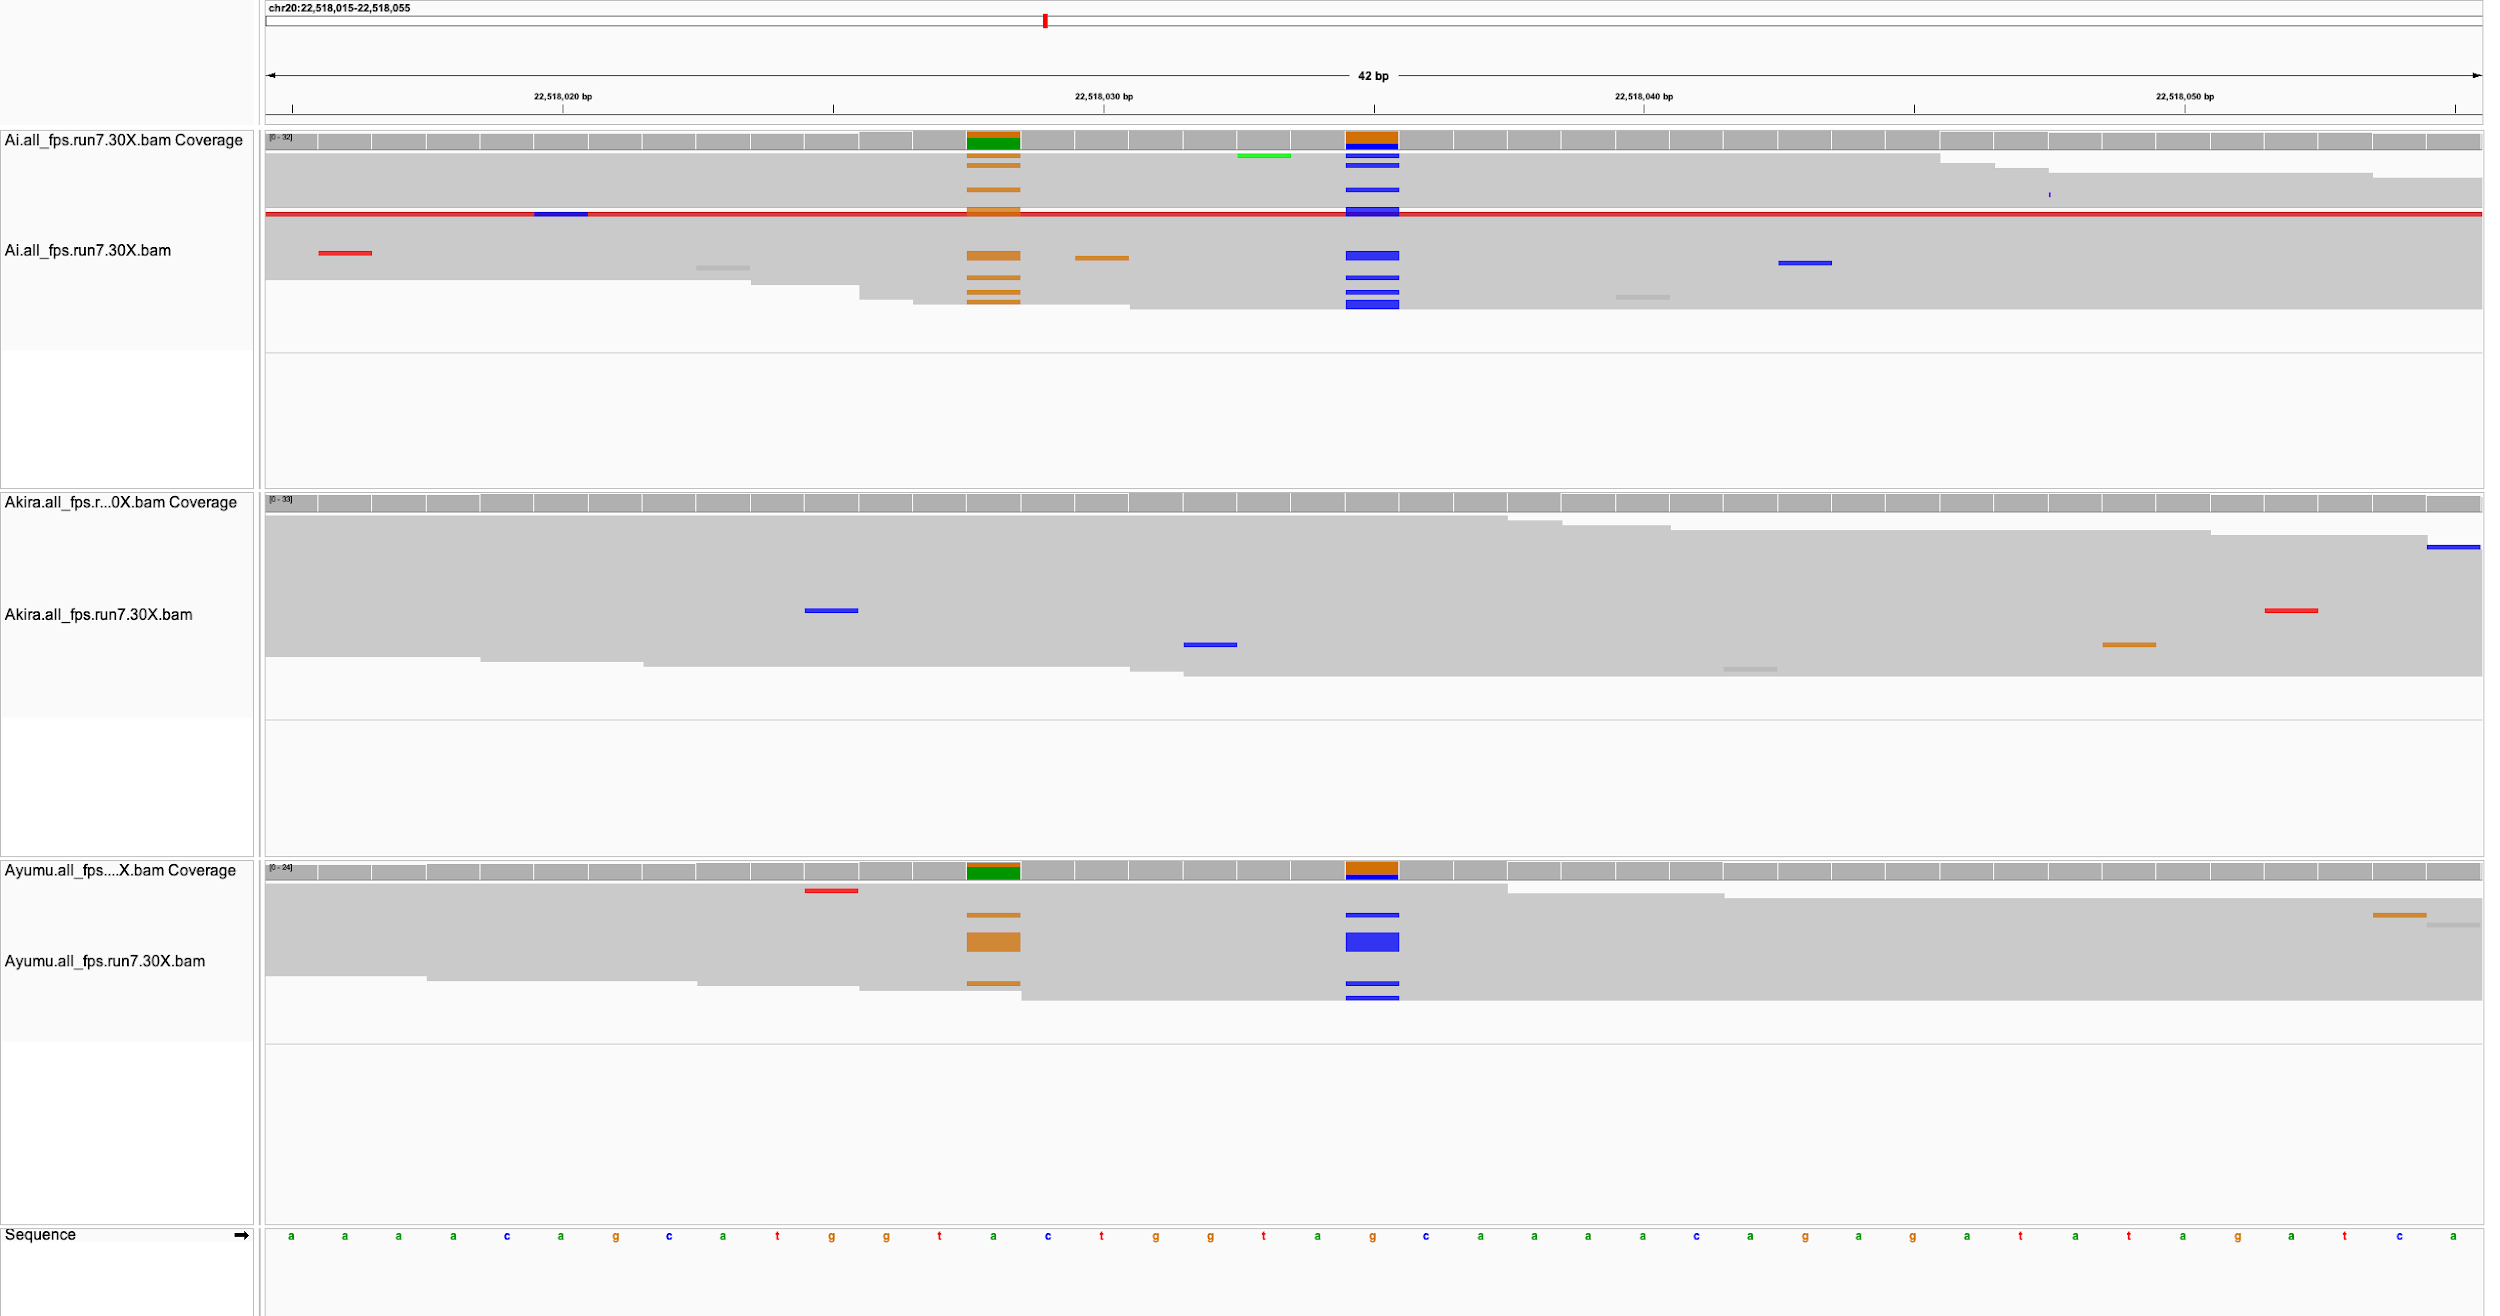 chr20:22,518,015-22,518,055
42 bp
22,518,020 bp 22,518,030 bp 22,518,040 bp 22,518,050 bp
Ai.all_fps.run7.30X.bam Coverage
[0 - 32]
Ai.all_fps.run7.30X.bam
Akira.all_fps.r...0X.bam Coverage
[0 - 33]
Akira.all_fps.run7.30X.bam
Ayumu.all_fps....X.bam Coverage
[0 - 24]
Ayumu.all_fps.run7.30X.bam
Sequence a a a a c a g c a t g g t a c t g g t a g c a a a a c a g a g a t a t a g a t c a